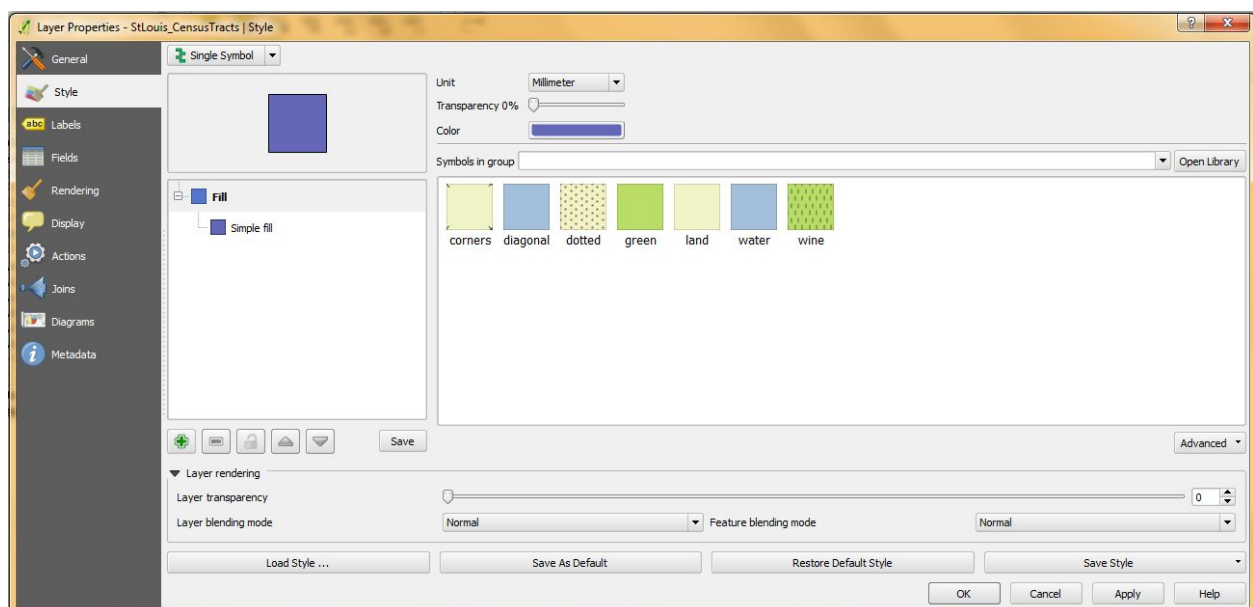 Layer Properties - StLouis_CensusTracts | Style
General
Style
abc Labels
Fields
Rendering
Display
Actions
Joins
Diagrams
Metadata
Single Symbol
Unit Millimeter
Transparency 0%
Color
Symbols in group Open Library
Fill
Simple fill
corners diagonal dotted green land water wine
Save
Advanced
Layer rendering
Layer transparency 0
Layer blending mode Normal Feature blending mode Normal
Load Style ... Save As Default Restore Default Style Save Style
OK Cancel Apply Help